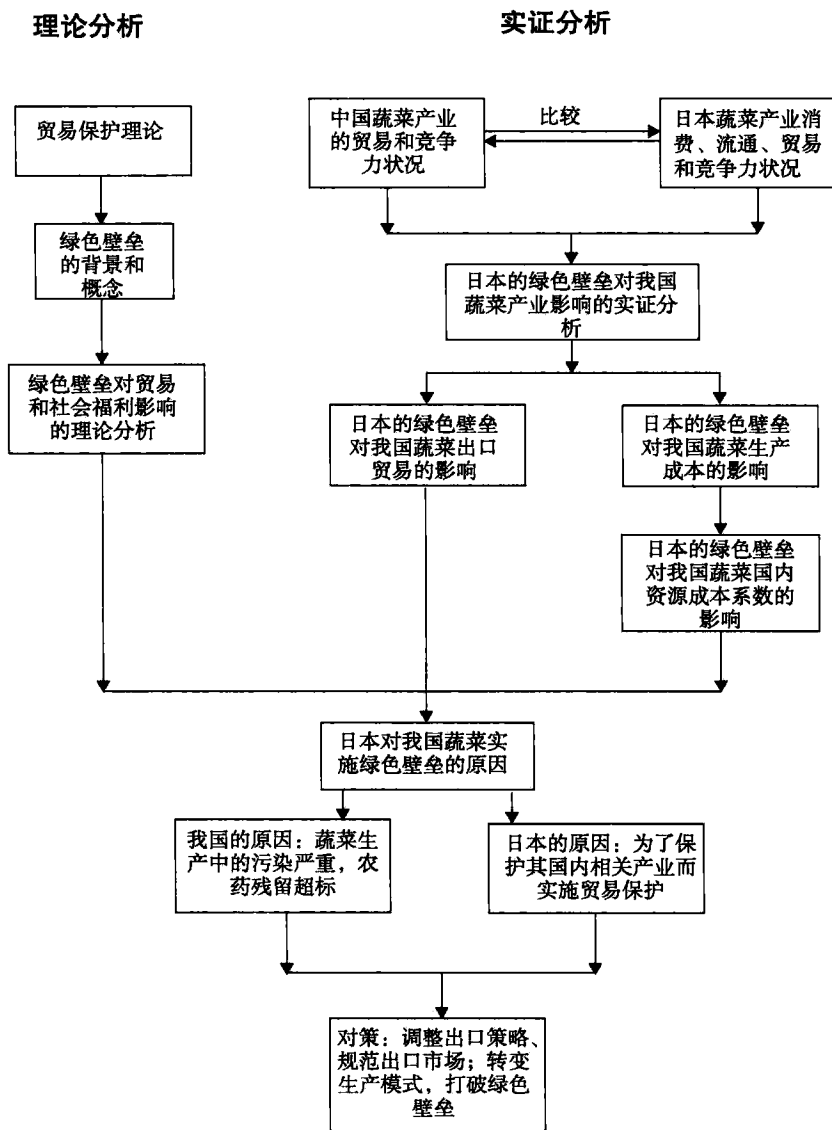 理论分析
实证分析
贸易保护理论
中国蔬菜产业
的贸易和竞争
力状况
比较
日本蔬菜产业消
费、流通、贸易
和竞争力状况
绿色壁垒
的背景和
概念
日本的绿色壁垒对我国
蔬菜产业影响的实证分
析
绿色壁垒对贸易
和社会福利影响
的理论分析
日本的绿色壁垒
对我国蔬菜出口
贸易的影响
日本的绿色壁垒
对我国蔬菜生产
成本的影响
日本的绿色壁垒
对我国蔬菜国内
资源成本系数的
影响
日本对我国蔬菜实
施绿色壁垒的原因
我国的原因：蔬菜生
产中的污染严重，农
药残留超标
日本的原因：为了保
护其国内相关产业而
实施贸易保护
对策：调整出口策略、
规范出口市场；转变
生产模式，打破绿色
壁垒